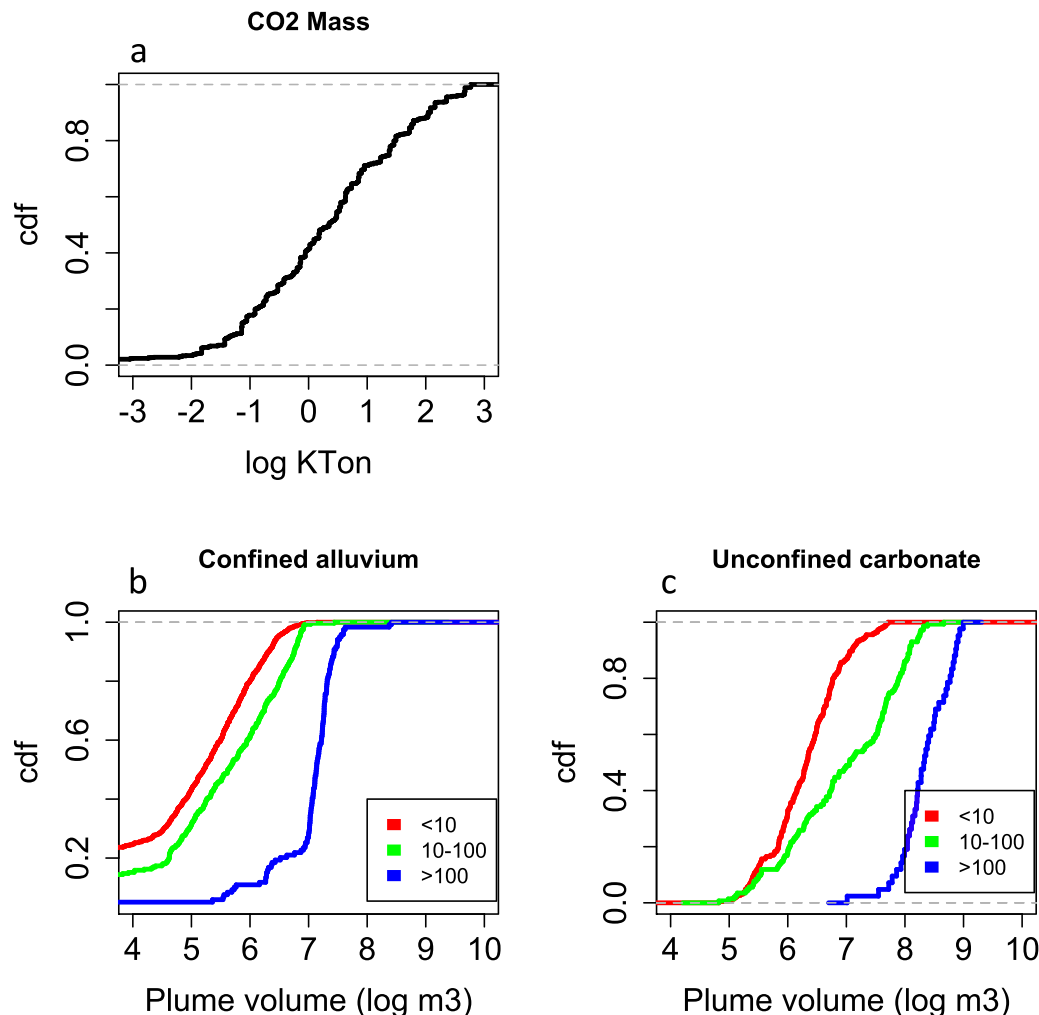 CO2 Mass
a
cdf
0.0 0.4 0.8
-3 -2 -1 0 1 2 3
log KTon
Confined alluvium
b
cdf
0.2 0.6 1.0
<10
10-100
>100
4 5 6 7 8 9 10
Plume volume (log m3)
Unconfined carbonate
c
cdf
0.0 0.4 0.8
<10
10-100
>100
4 5 6 7 8 9 10
Plume volume (log m3)